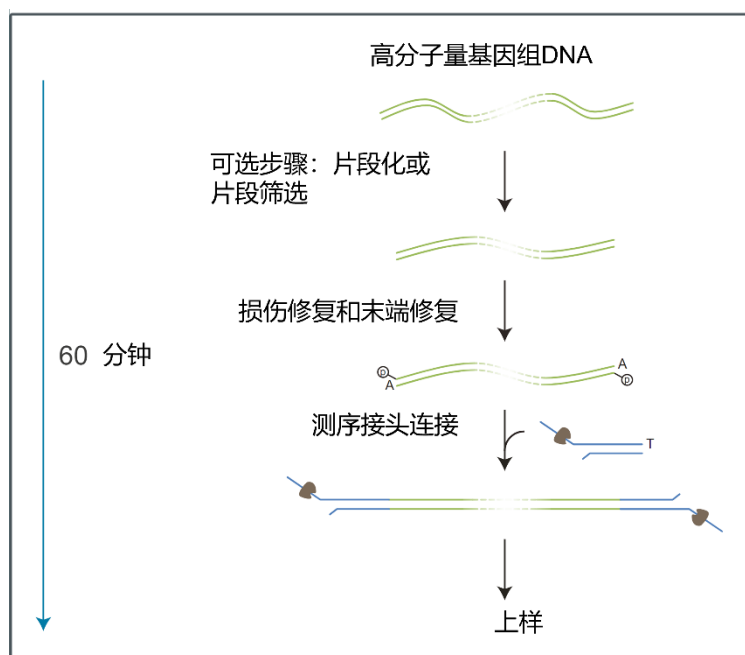 高分子量基因组DNA
可选步骤：片段化或
片段筛选
损伤修复和末端修复
60 分钟
p
A
A
p
测序接头连接
T
上样